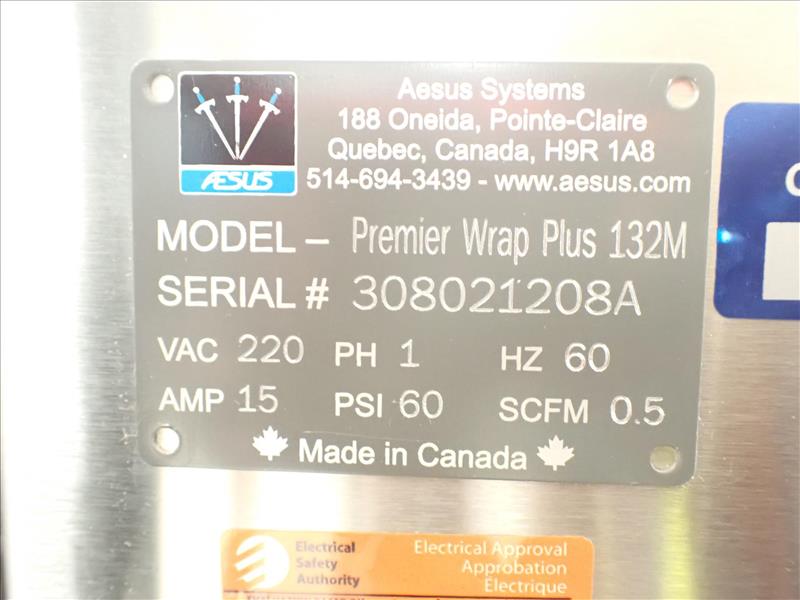 Aesus Systems
188 Oneida, Pointe-Claire
Quebec, Canada, H9R 1A8
ÆSUS
514-694-3439 - www.aesus.com
MODEL – Premier Wrap Plus 132M
SERIAL # 308021208A
VAC 220 PH 1 HZ 60
AMP 15 PSI 60 SCFM 0.5
Made in Canada
Electrical
Safety
Authority
Electrical Approval
Approbation
Électrique